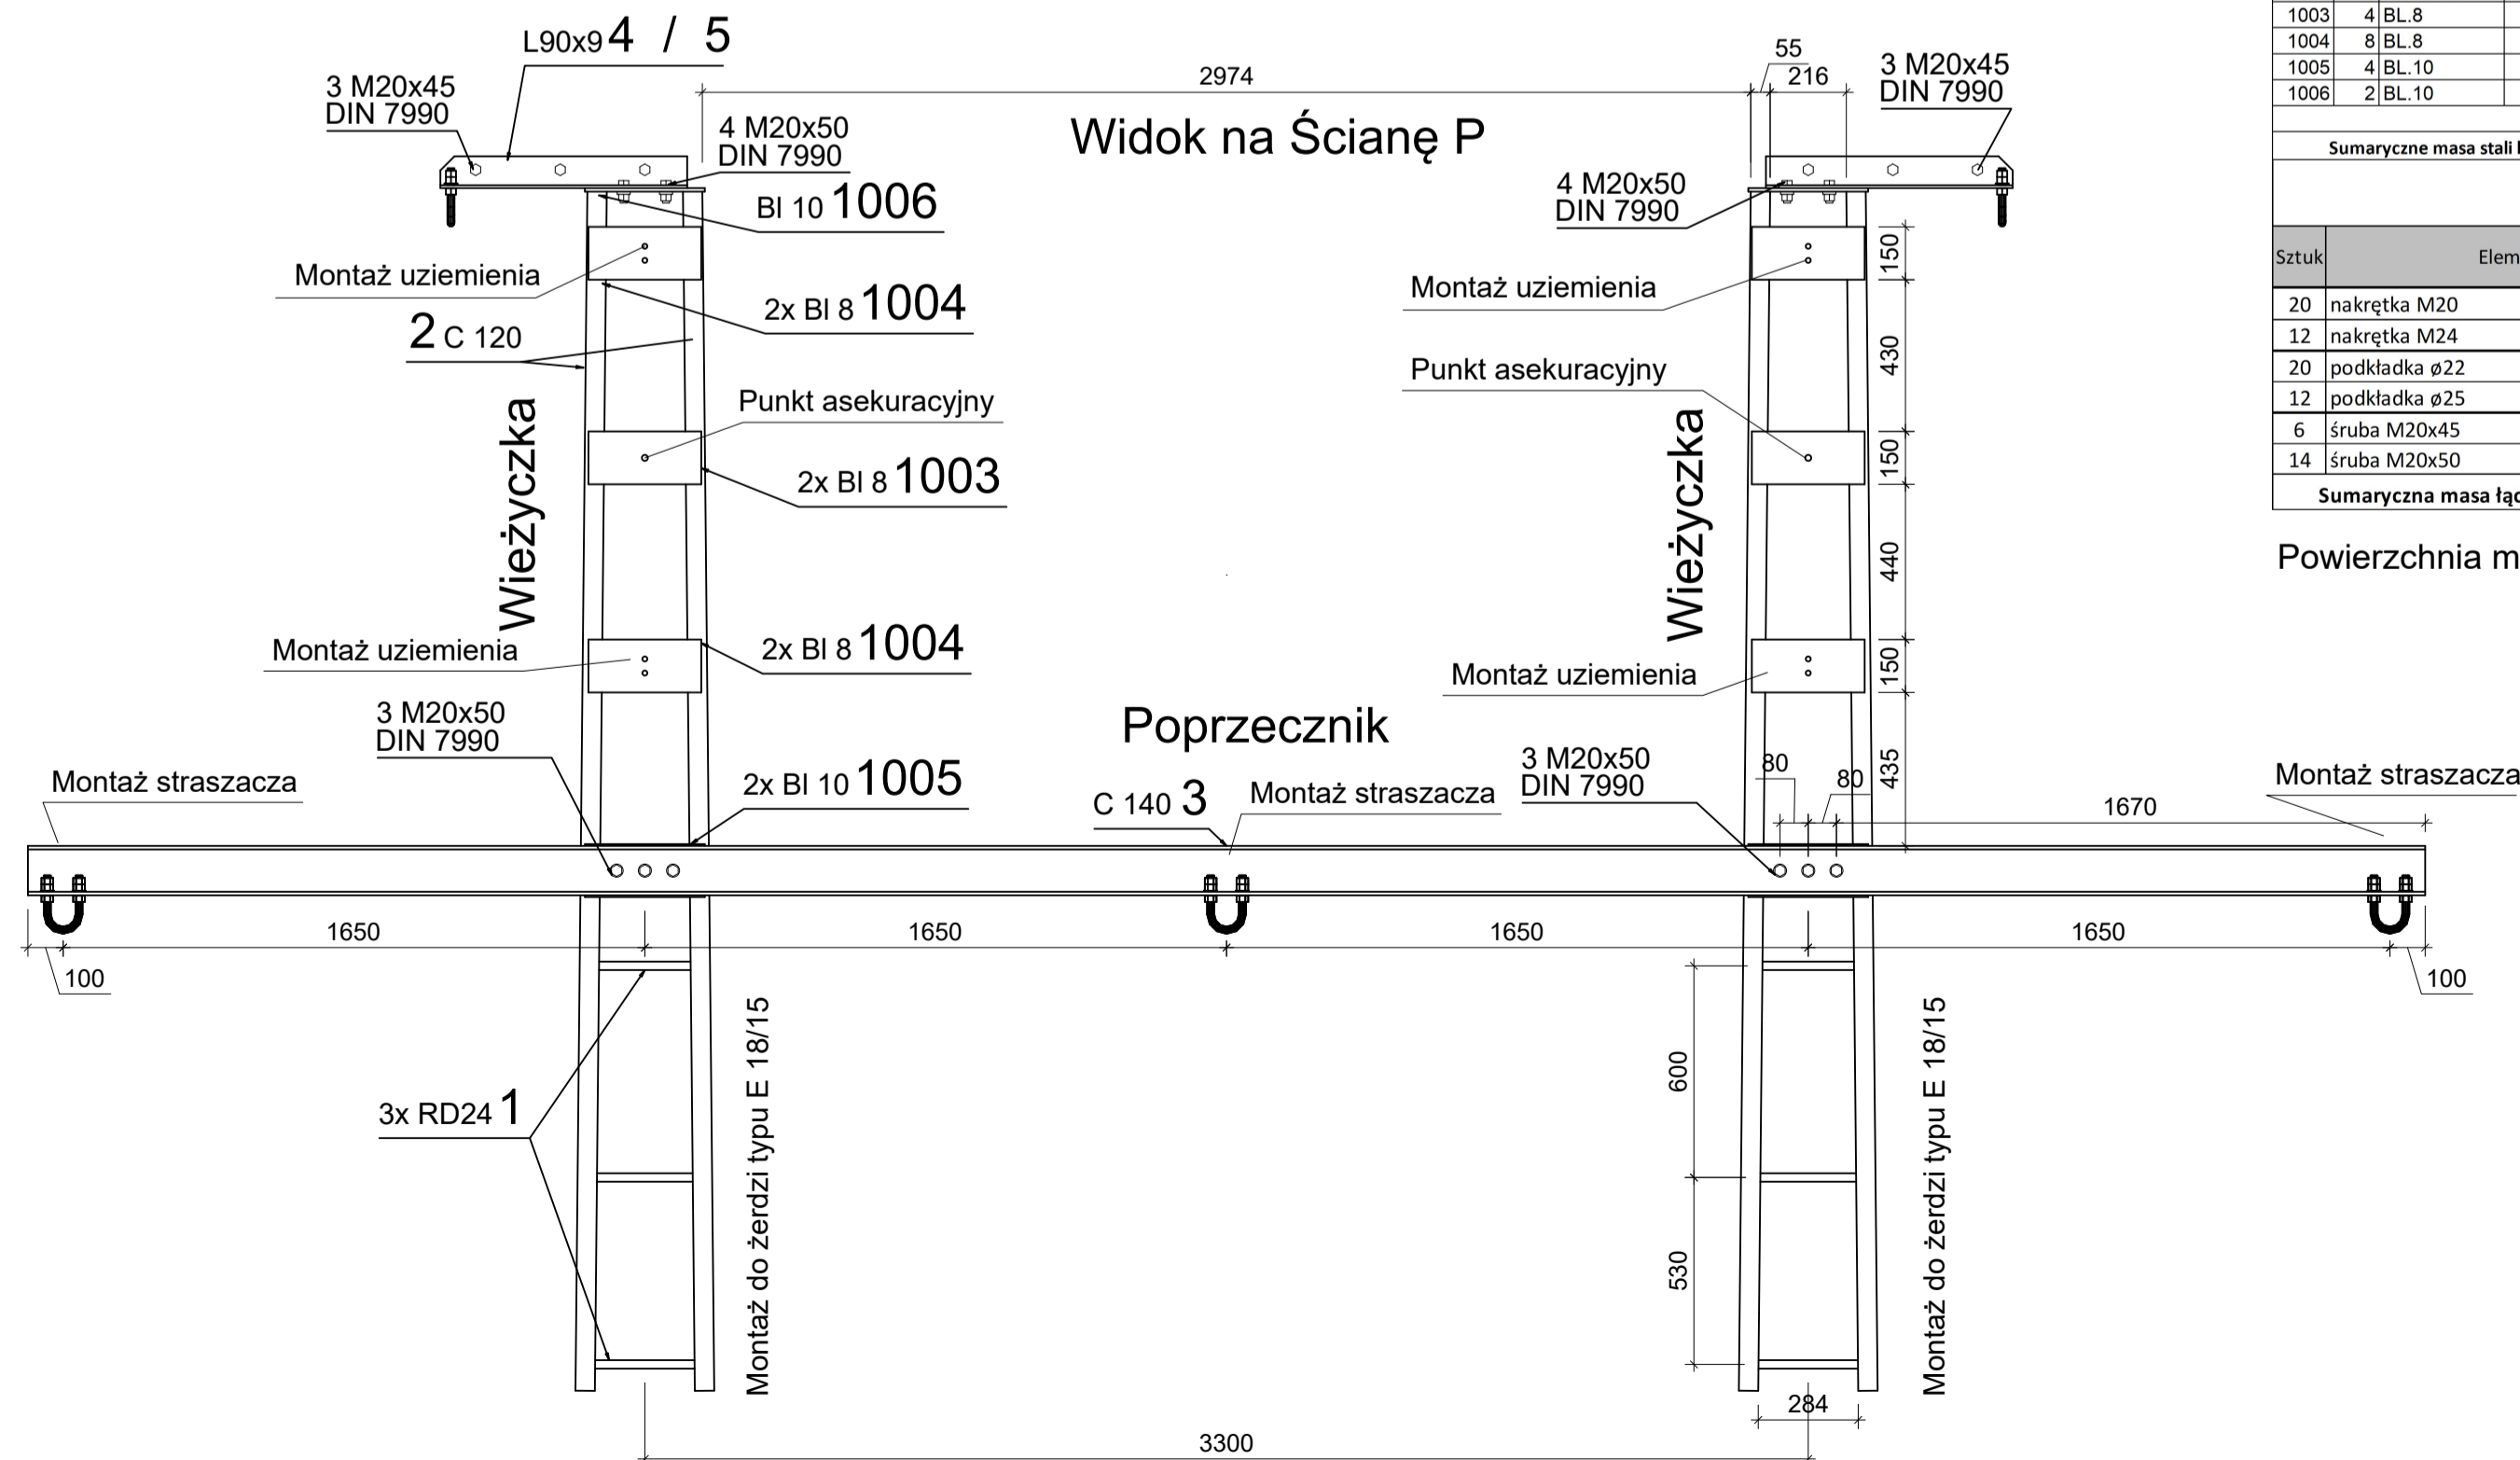 L90x9 4 / 5
3 M20x45
DIN 7990
4 M20x50
DIN 7990
Bl 10 1006
Montaż uziemienia
2x Bl 8 1004
2 C 120
Punkt asekuracyjny
Wieżyczka
2x Bl 8 1003
Montaż uziemienia
2x Bl 8 1004
3 M20x50
DIN 7990
2x Bl 10 1005
Montaż straszacza
2974
Widok na Ścianę P
55
216
3 M20x45
DIN 7990
4 M20x50
DIN 7990
150
Montaż uziemienia
430
Punkt asekuracyjny
Wieżyczka
150
440
Montaż uziemienia
150
435
Poprzecznik
C 140 3
Montaż straszacza
3 M20x50
DIN 7990
80
80
1670
Montaż straszacza
1650
1650
1650
1650
100
100
3x RD24 1
Montaż do żerdzi typu E 18/15
600
530
Montaż do żerdzi typu E 18/15
284
3300
1003 4 BL.8
1004 8 BL.8
1005 4 BL.10
1006 2 BL.10
Sumaryczne masa stali
Sztuk Elem
20 nakrętka M20
12 nakrętka M24
20 podkładka ø22
12 podkładka ø25
6 śruba M20x45
14 śruba M20x50
Sumaryczna masa łąc
Powierzchnia m